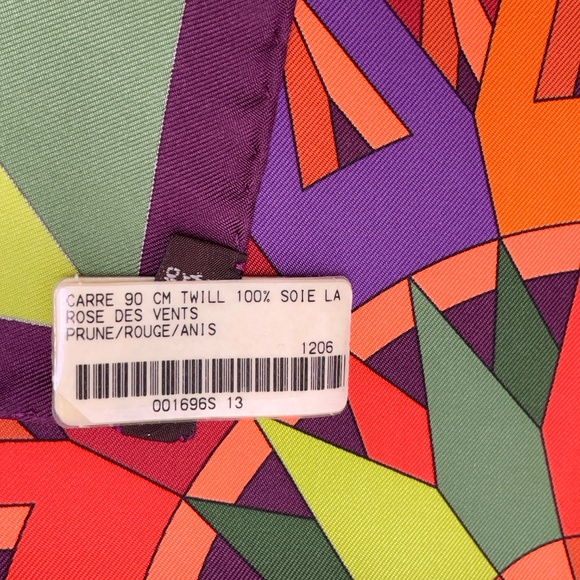 CARRE 90 CM TWILL 100% SOIE LA
ROSE DES VENTS
PRUNE/ROUGE/ANIS
1206
001696S 13